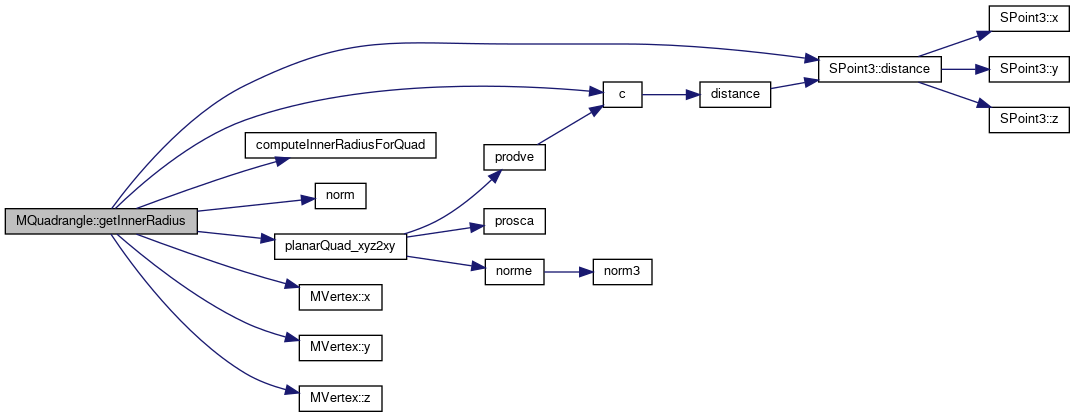 MQuadrangle::getInnerRadius
computeInnerRadiusForQuad
norm
planarQuad_xyz2xy
MVertex::x
MVertex::y
MVertex::z
prodve
prosca
norme
c
norm3
distance
SPoint3::distance
SPoint3::x
SPoint3::y
SPoint3::z